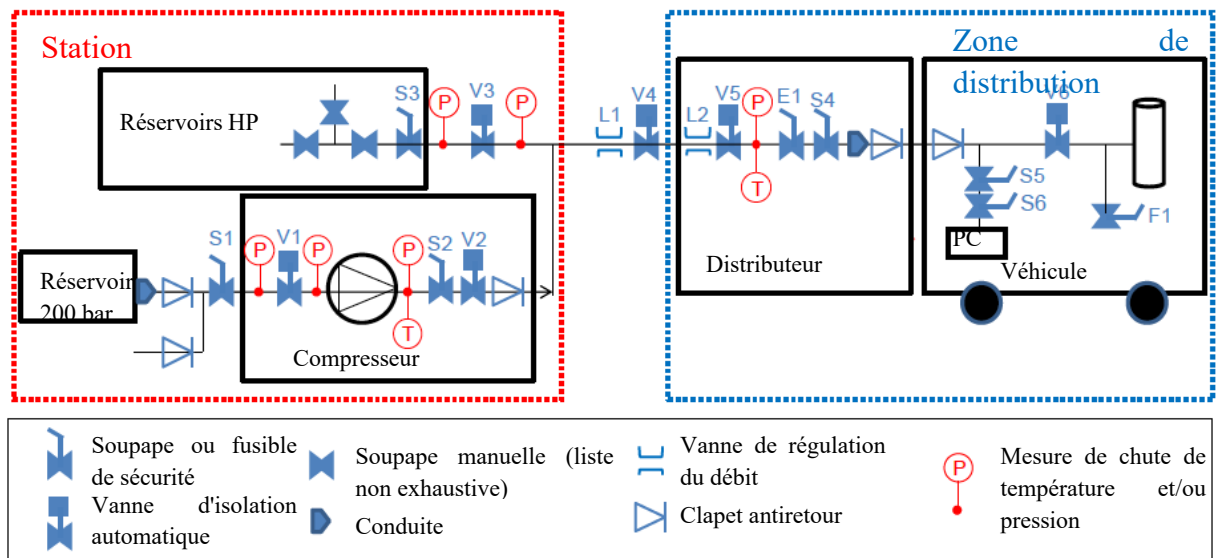 Station
Zone de
distribution
Réservoirs HP
S3
P
V3
P
L1
V4
L2
V5
P
E1
S4
V6
T
S5
S6
F1
PC
Véhicule
Distributeur
Réservoir
200 bar
S1
P
V1
P
P
S2
V2
T
Compresseur
Soupape ou fusible
de sécurité
Vanne d'isolation
automatique
Soupape manuelle (liste
non exhaustive)
Conduite
Vanne de régulation
du débit
Clapet antiretour
P
Mesure de chute de
température et/ou
pression